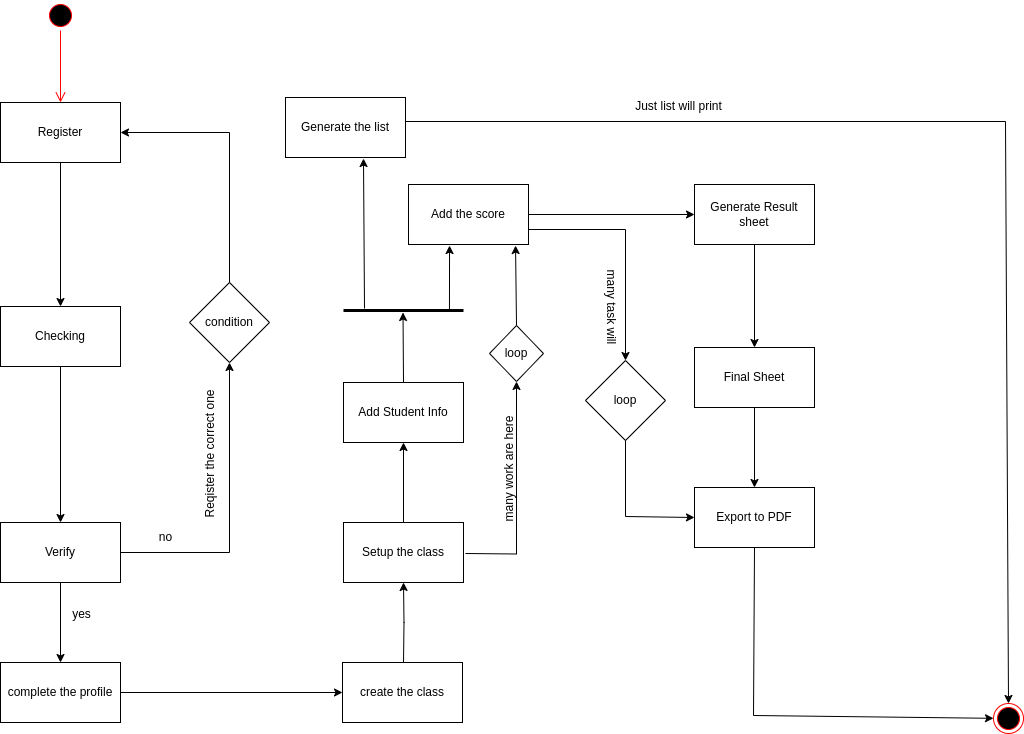 Just list will print
Generate the list
Register
Add the score
Generate Result
sheet
many task will
condition
Checking
loop
Final Sheet
loop
Add Student Info
Register the correct one
many work are here
Export to PDF
no
Verify
Setup the class
yes
complete the profile
create the class